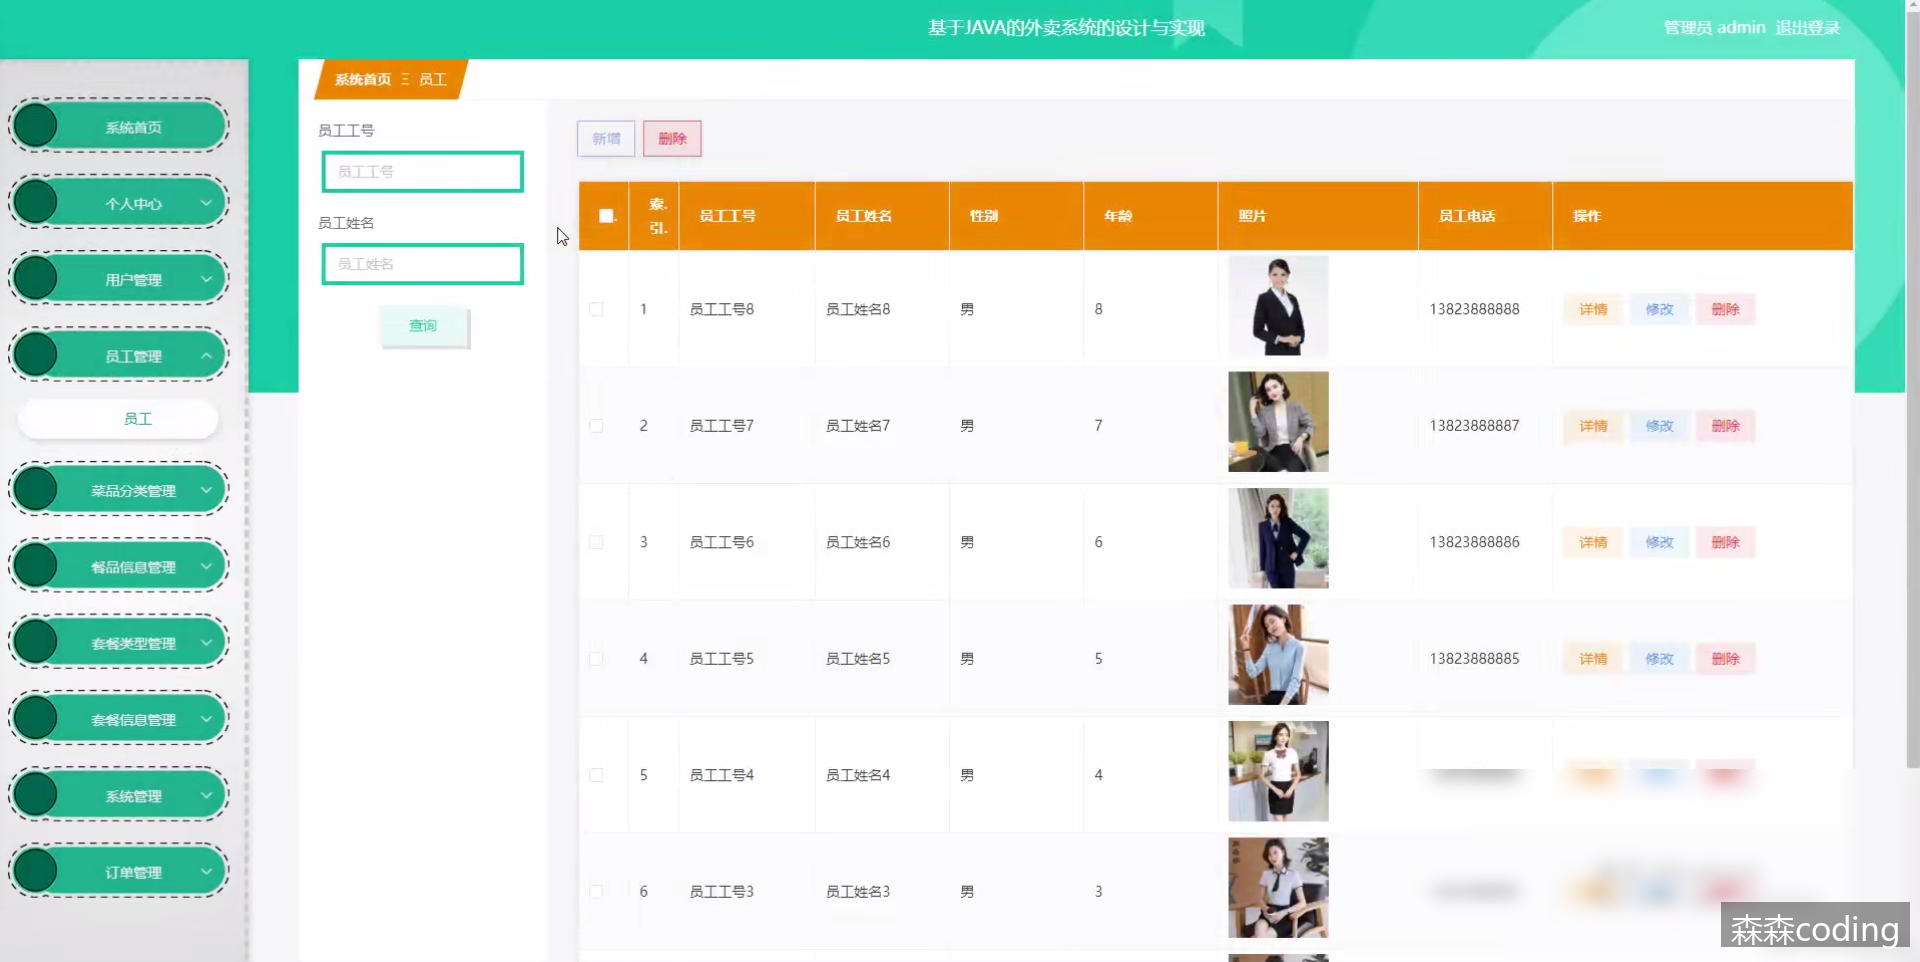 基于JAVA的外卖系统的设计与实现
管理员 admin 退出登录
系统首页
个人中心
用户管理
员工管理
员工
菜品分类管理
餐品信息管理
套餐类型管理
套餐信息管理
系统管理
订单管理
系统首页 三 员工
员工工号
员工工号
员工姓名
员工姓名
查询
新增 删除
索引. 员工工号 员工姓名 性别 年龄 照片 员工电话 操作
1 员工工号8 员工姓名8 男 8 13823888888 详情 修改 删除
2 员工工号7 员工姓名7 男 7 13823888887 详情 修改 删除
3 员工工号6 员工姓名6 男 6 13823888886 详情 修改 删除
4 员工工号5 员工姓名5 男 5 13823888885 详情 修改 删除
5 员工工号4 员工姓名4 男 4
6 员工工号3 员工姓名3 男 3
森森coding